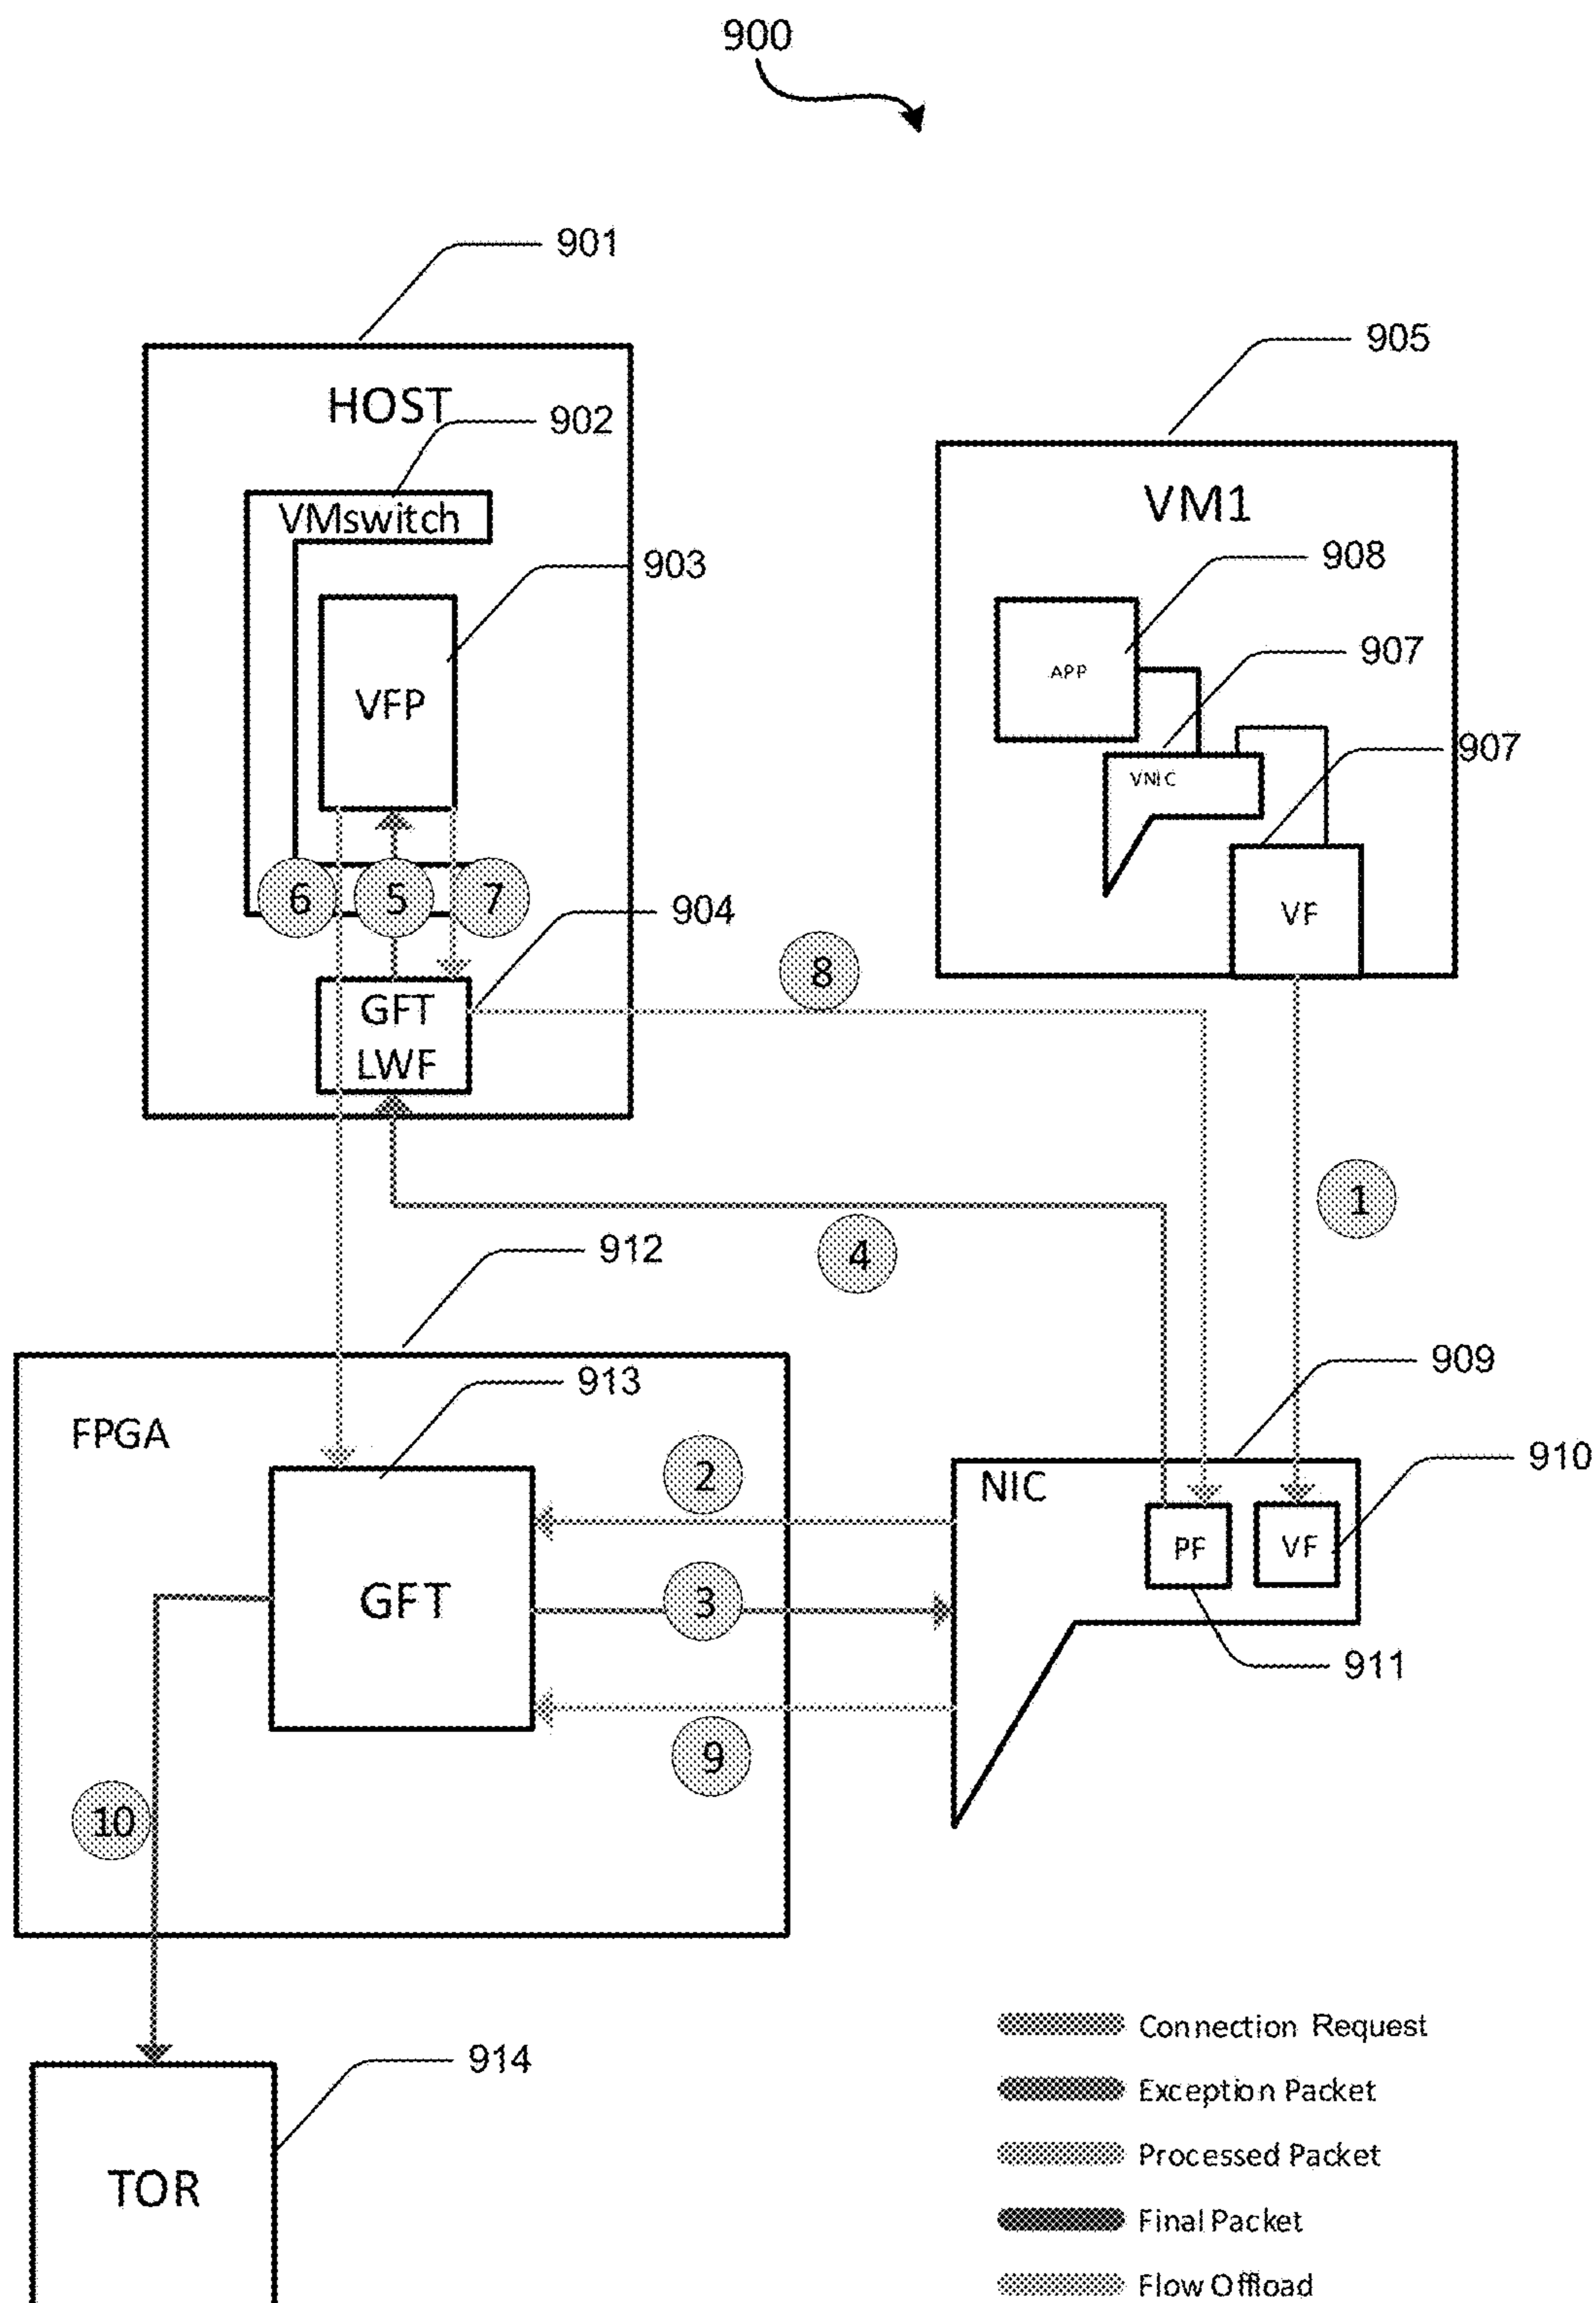 900
901
HOST
902
VMswitch
903
VFP
905
VM1
908
APP
907
VNIC
907
VF
6
5
7
904
GFT
LWF
8
1
4
912
909
913
FPGA
2
NIC
910
PF
VF
GFT
3
911
9
10
914
TOR
Connection Request
Exception Packet
Processed Packet
Final Packet
Flow Offload